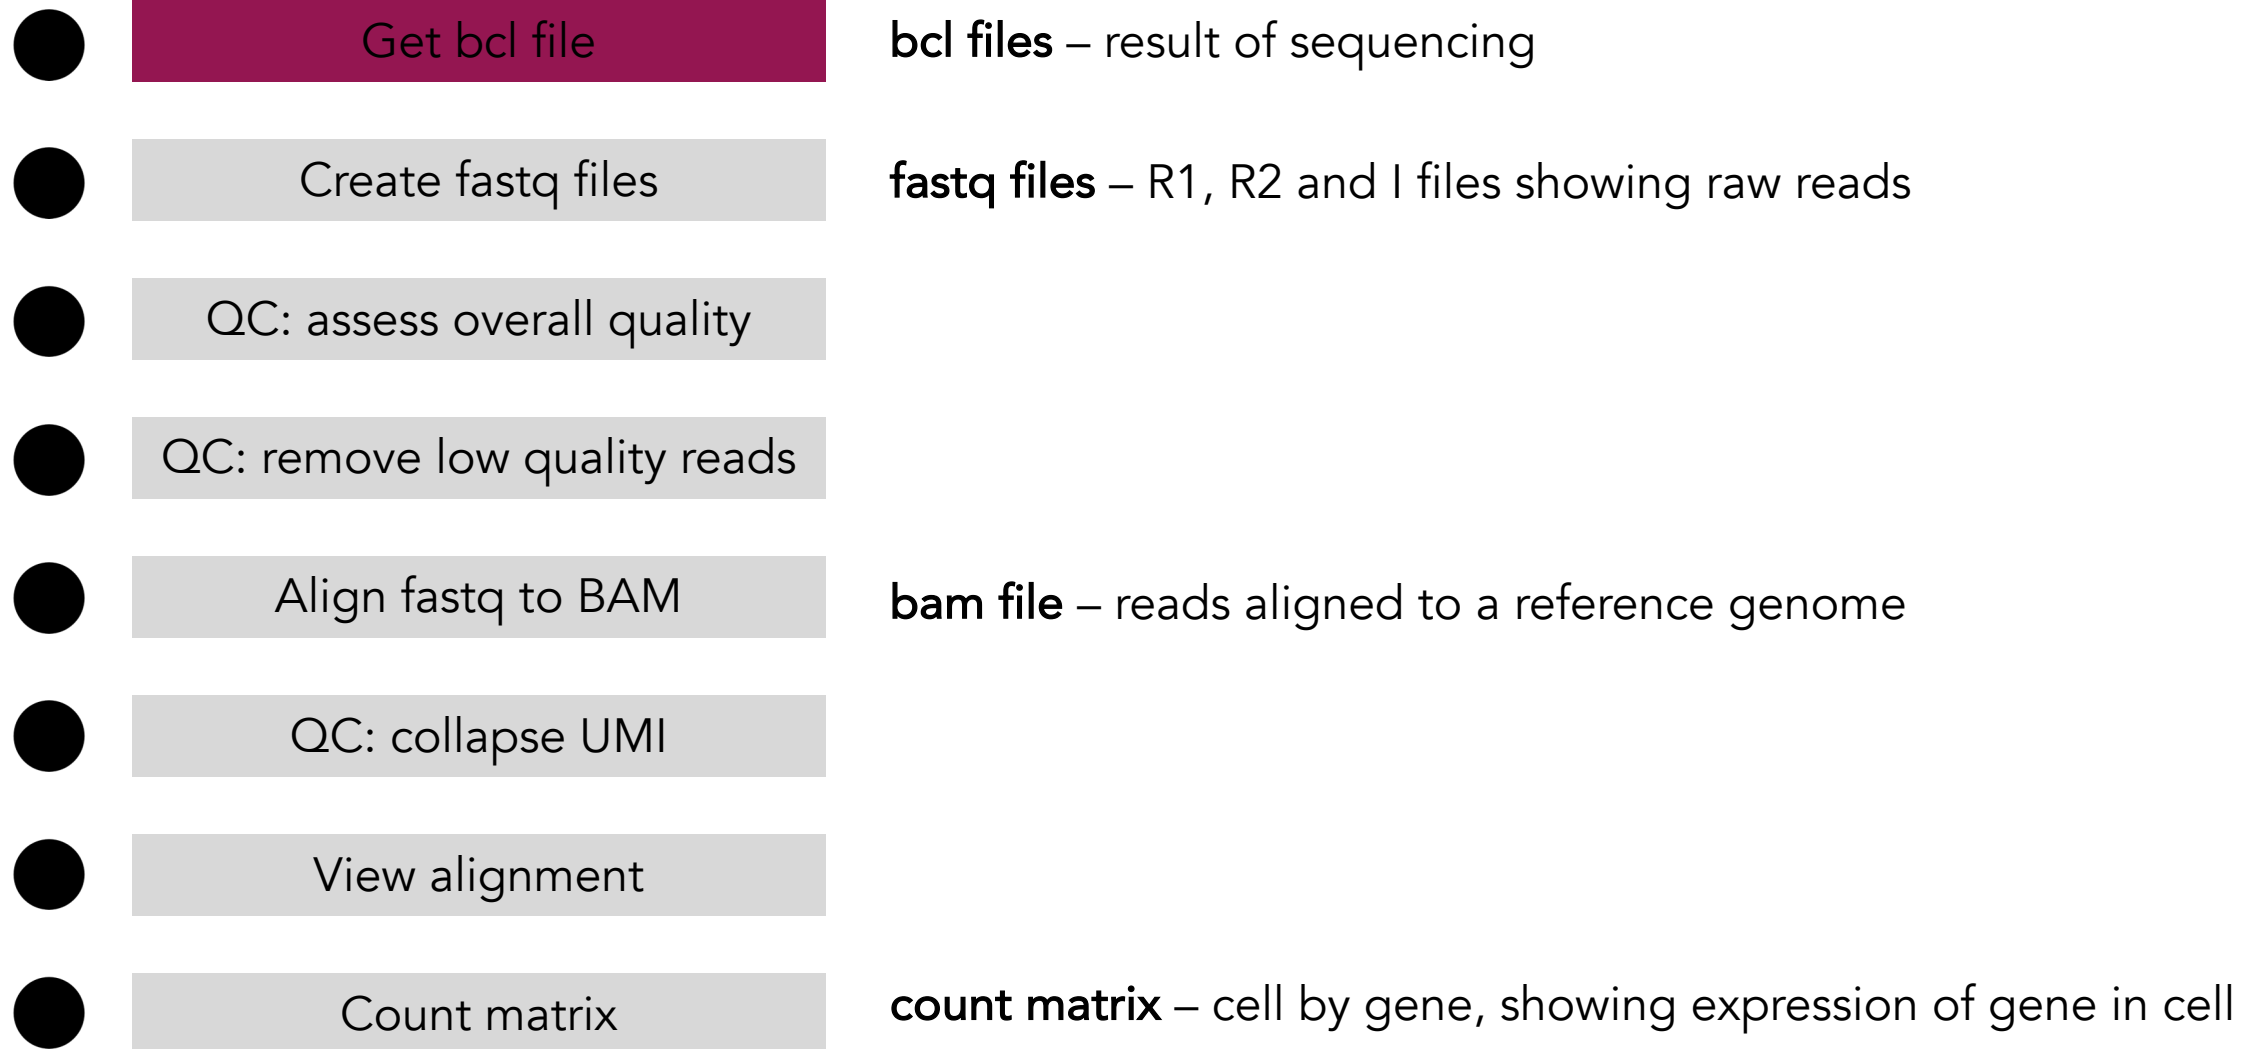 Get bcl file
bcl files – result of sequencing
Create fastq files
fastq files – R1, R2 and I files showing raw reads
QC: assess overall quality
QC: remove low quality reads
Align fastq to BAM
bam file – reads aligned to a reference genome
QC: collapse UMI
View alignment
Count matrix
count matrix – cell by gene, showing expression of gene in cell